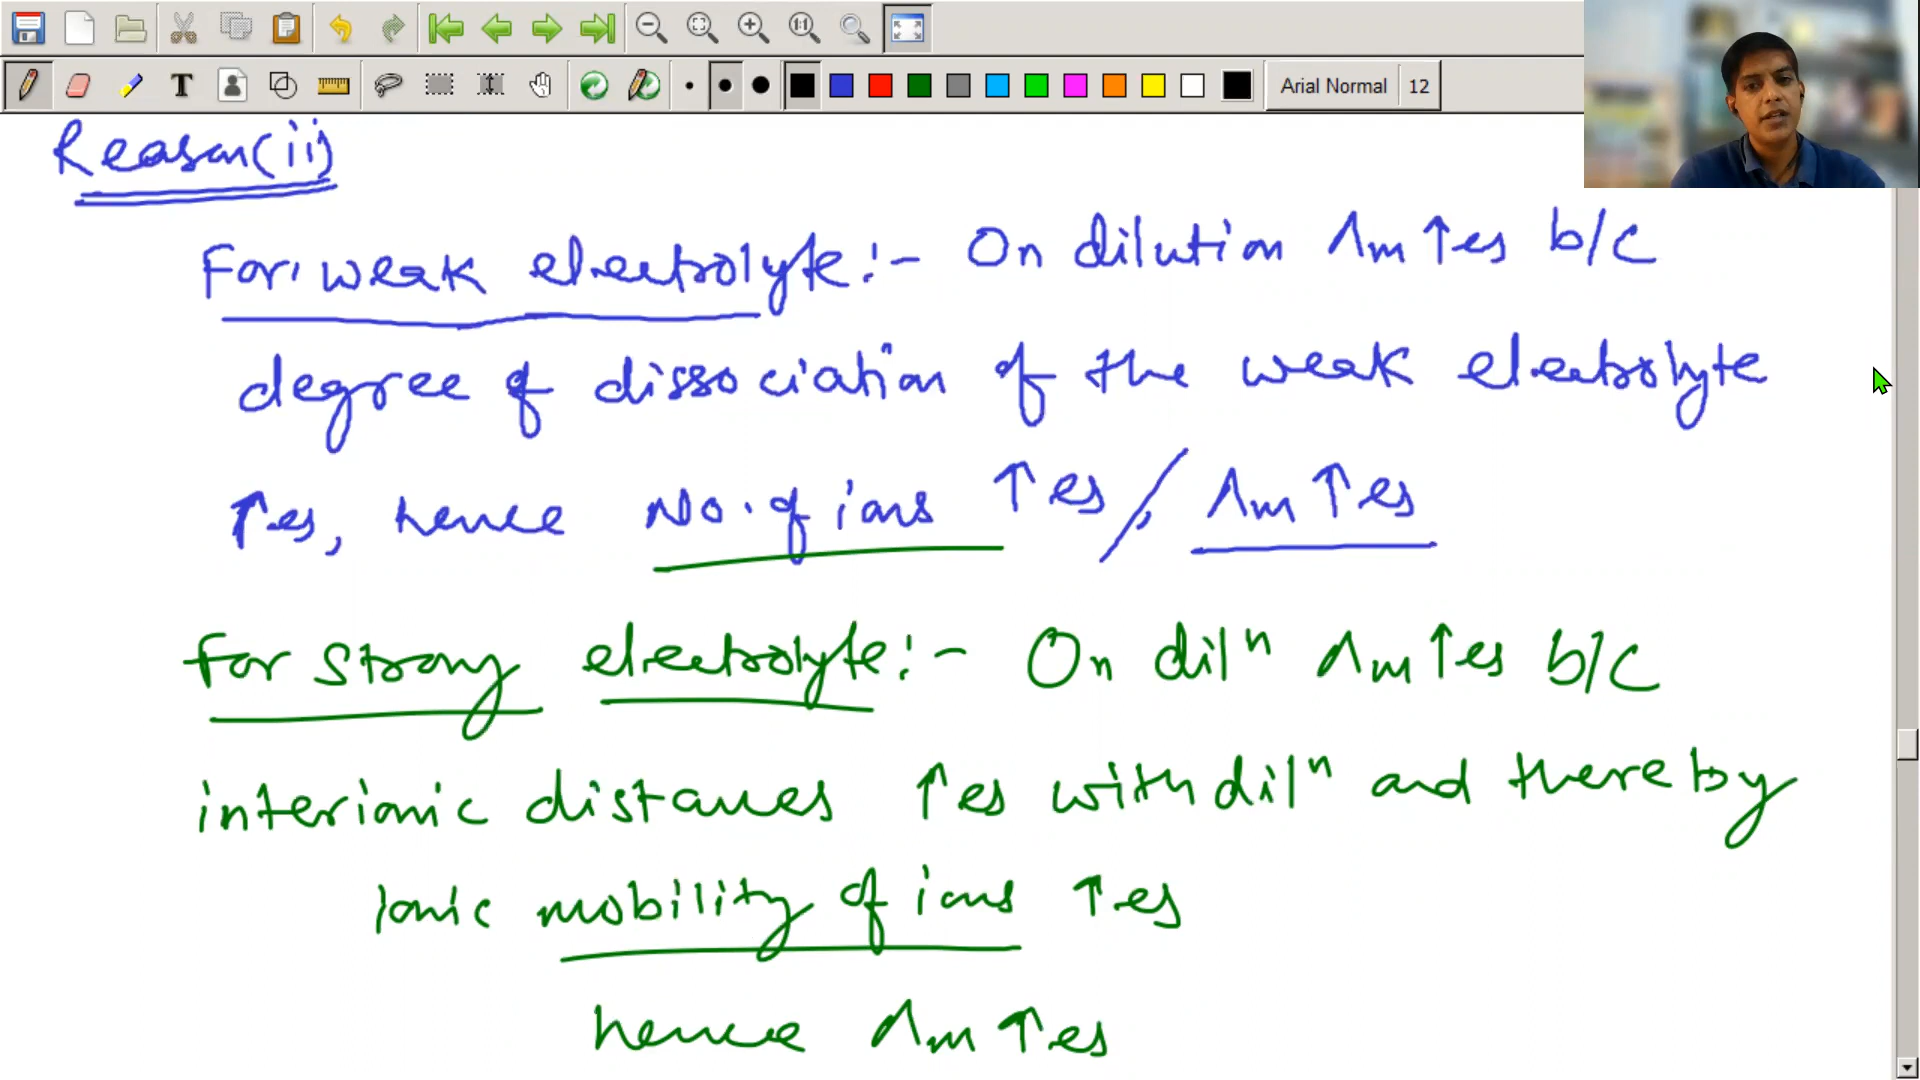 T
1:1
Arial Normal 12
Reason(ii)
For weak electrolyte:- On dilution Λm ↑es b/c
degree of dissociation of the weak electrolyte
↑es, hence No. of ions ↑es /, Λm ↑es
For strong electrolyte:- On dilⁿ Λm ↑es b/c
interionic distances ↑es with dilⁿ and thereby
ionic mobility of ions ↑es
hence Λm ↑es